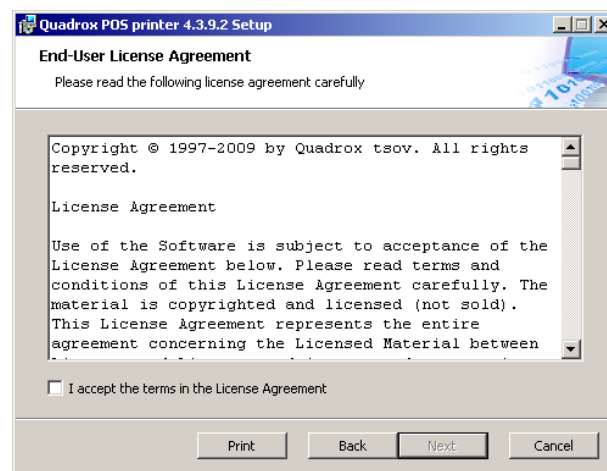 Quadrox POS printer 4.3.9.2 Setup
End-User License Agreement
Please read the following license agreement carefully
Copyright © 1997-2009 by Quadrox tsov. All rights
reserved.
License Agreement
Use of the Software is subject to acceptance of the
License Agreement below. Please read terms and
conditions of this License Agreement carefully. The
material is copyrighted and licensed (not sold).
This License Agreement represents the entire
agreement concerning the Licensed Material between
I accept the terms in the License Agreement
Print Back Next Cancel